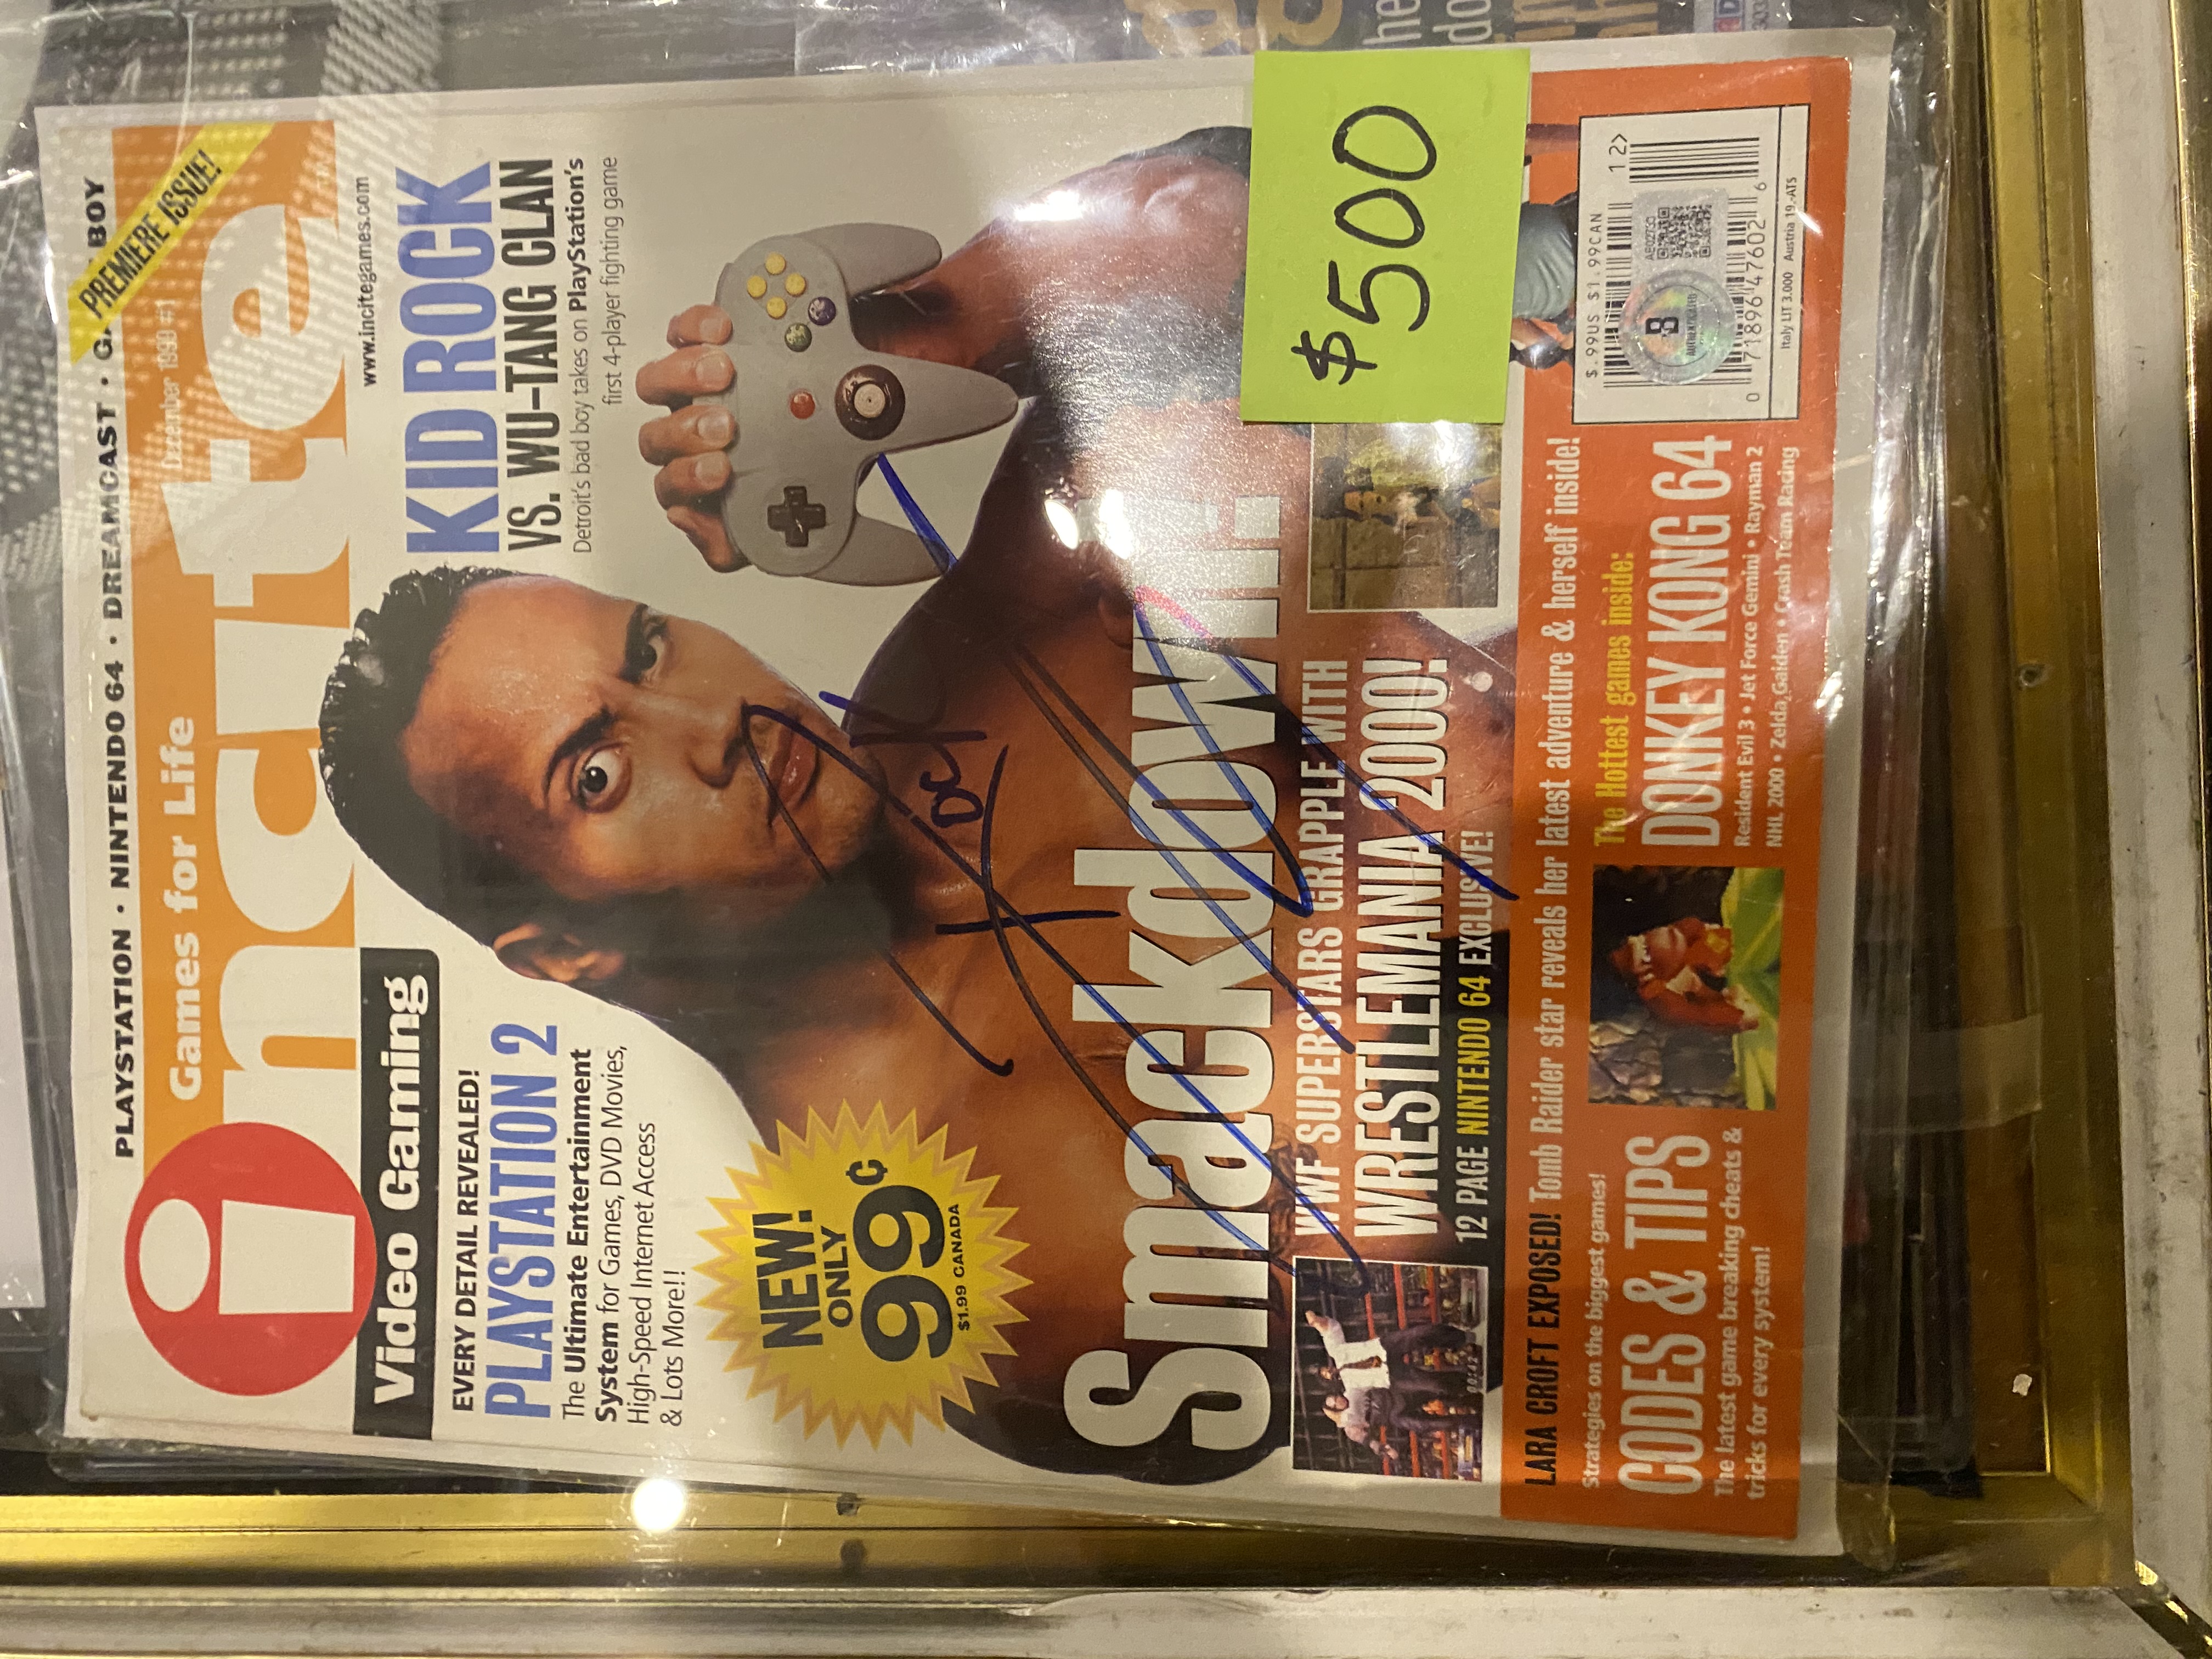 PLAYSTATION • NINTENDO 64 • DREAMCAST • GA BOY
PREMIERE ISSUE!
Games for Life
December 1999 #1
incite
Video Gaming
www.incitegames.com
EVERY DETAIL REVEALED!
PLAYSTATION 2
The Ultimate Entertainment
System for Games, DVD Movies,
High-Speed Internet Access
& Lots More!!
KID ROCK
VS. WU-TANG CLAN
Detroit's bad boy takes on PlayStation's
first 4-player fighting game
NEW!
ONLY
99¢
$1.99 CANADA
Smackdown!
WWF SUPERSTARS GRAPPLE WITH
WRESTLEMANIA 2000!
12 PAGE NINTENDO 64 EXCLUSIVE!
$500
LARA CROFT EXPOSED! Tomb Raider star reveals her latest adventure & herself inside!
Strategies on the biggest games!
CODES & TIPS
The latest game breaking cheats &
tricks for every system!
The Hottest games inside:
DONKEY KONG 64
Resident Evil 3 • Jet Force Gemini • Rayman 2
NHL 2000 • Zelda Gaiden • Crash Team Racing
$.99US $1.99CAN
12>
0 71896 47602 6
Italy LIT 3.000 Austria 19.-ATS